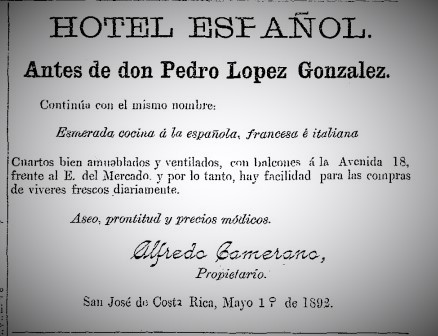 HOTEL ESPAÑOL.
Antes de don Pedro Lopez Gonzalez.
Continúa con el mismo nombre:
Esmerada cocina á la española, francesa é italiana
Cuartos bien amuablados y ventilados, con balcones á la Avenida 18,
frente al E. del Mercado. y por lo tanto, hay facilidad para las compras
de viveres frescos diariamente.
Aseo, prontitud y precios módicos.
Alfredo Camerano,
Propietario.
San José de Costa Rica, Mayo 1º de 1892.